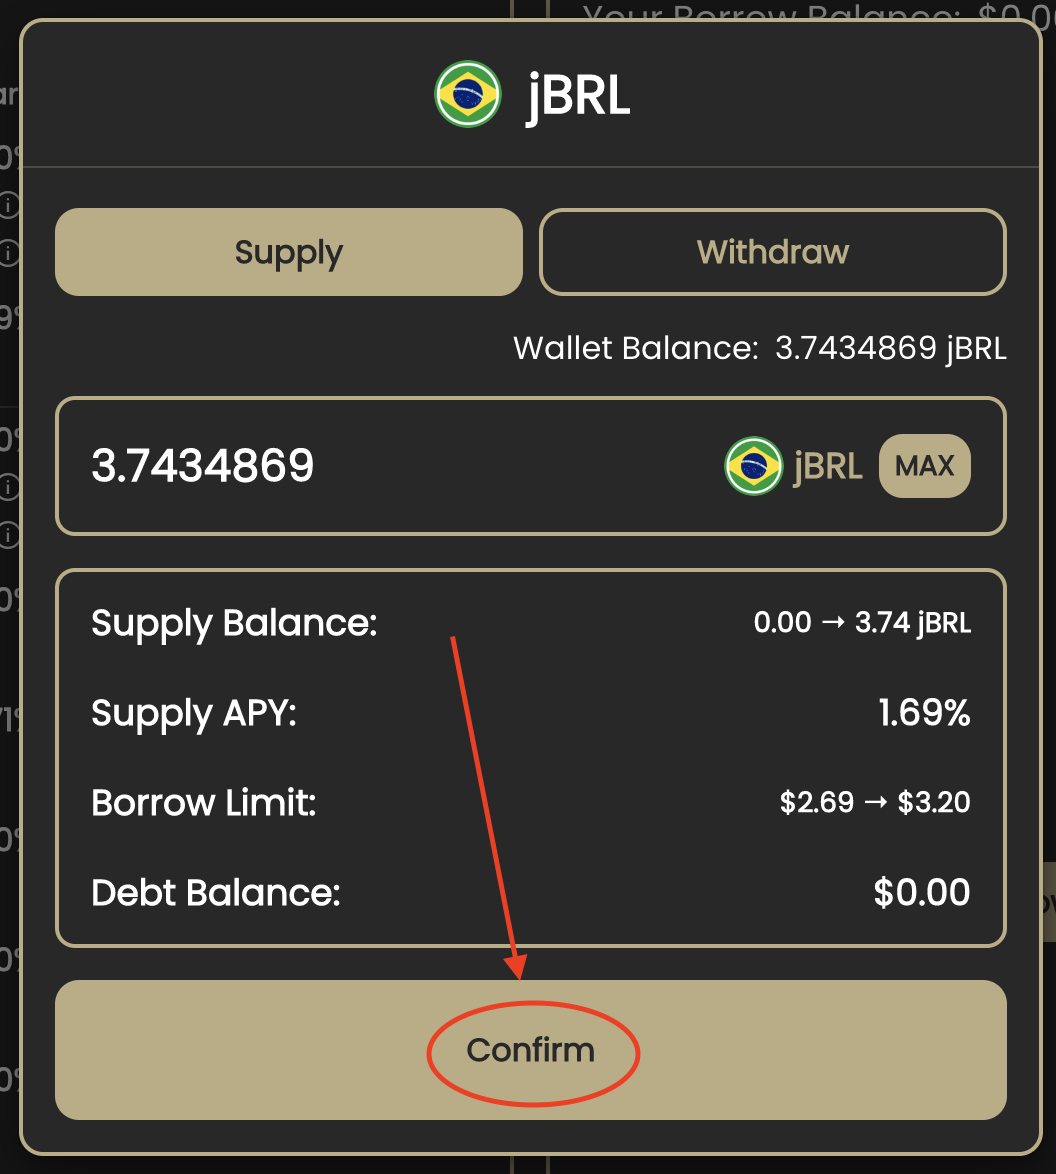 Your Borrow Balance: $0.0
jBRL
Supply Withdraw
Wallet Balance: 3.7434869 jBRL
3.7434869 jBRL MAX
Supply Balance: 0.00 → 3.74 jBRL
Supply APY: 1.69%
Borrow Limit: $2.69 → $3.20
Debt Balance: $0.00
Confirm